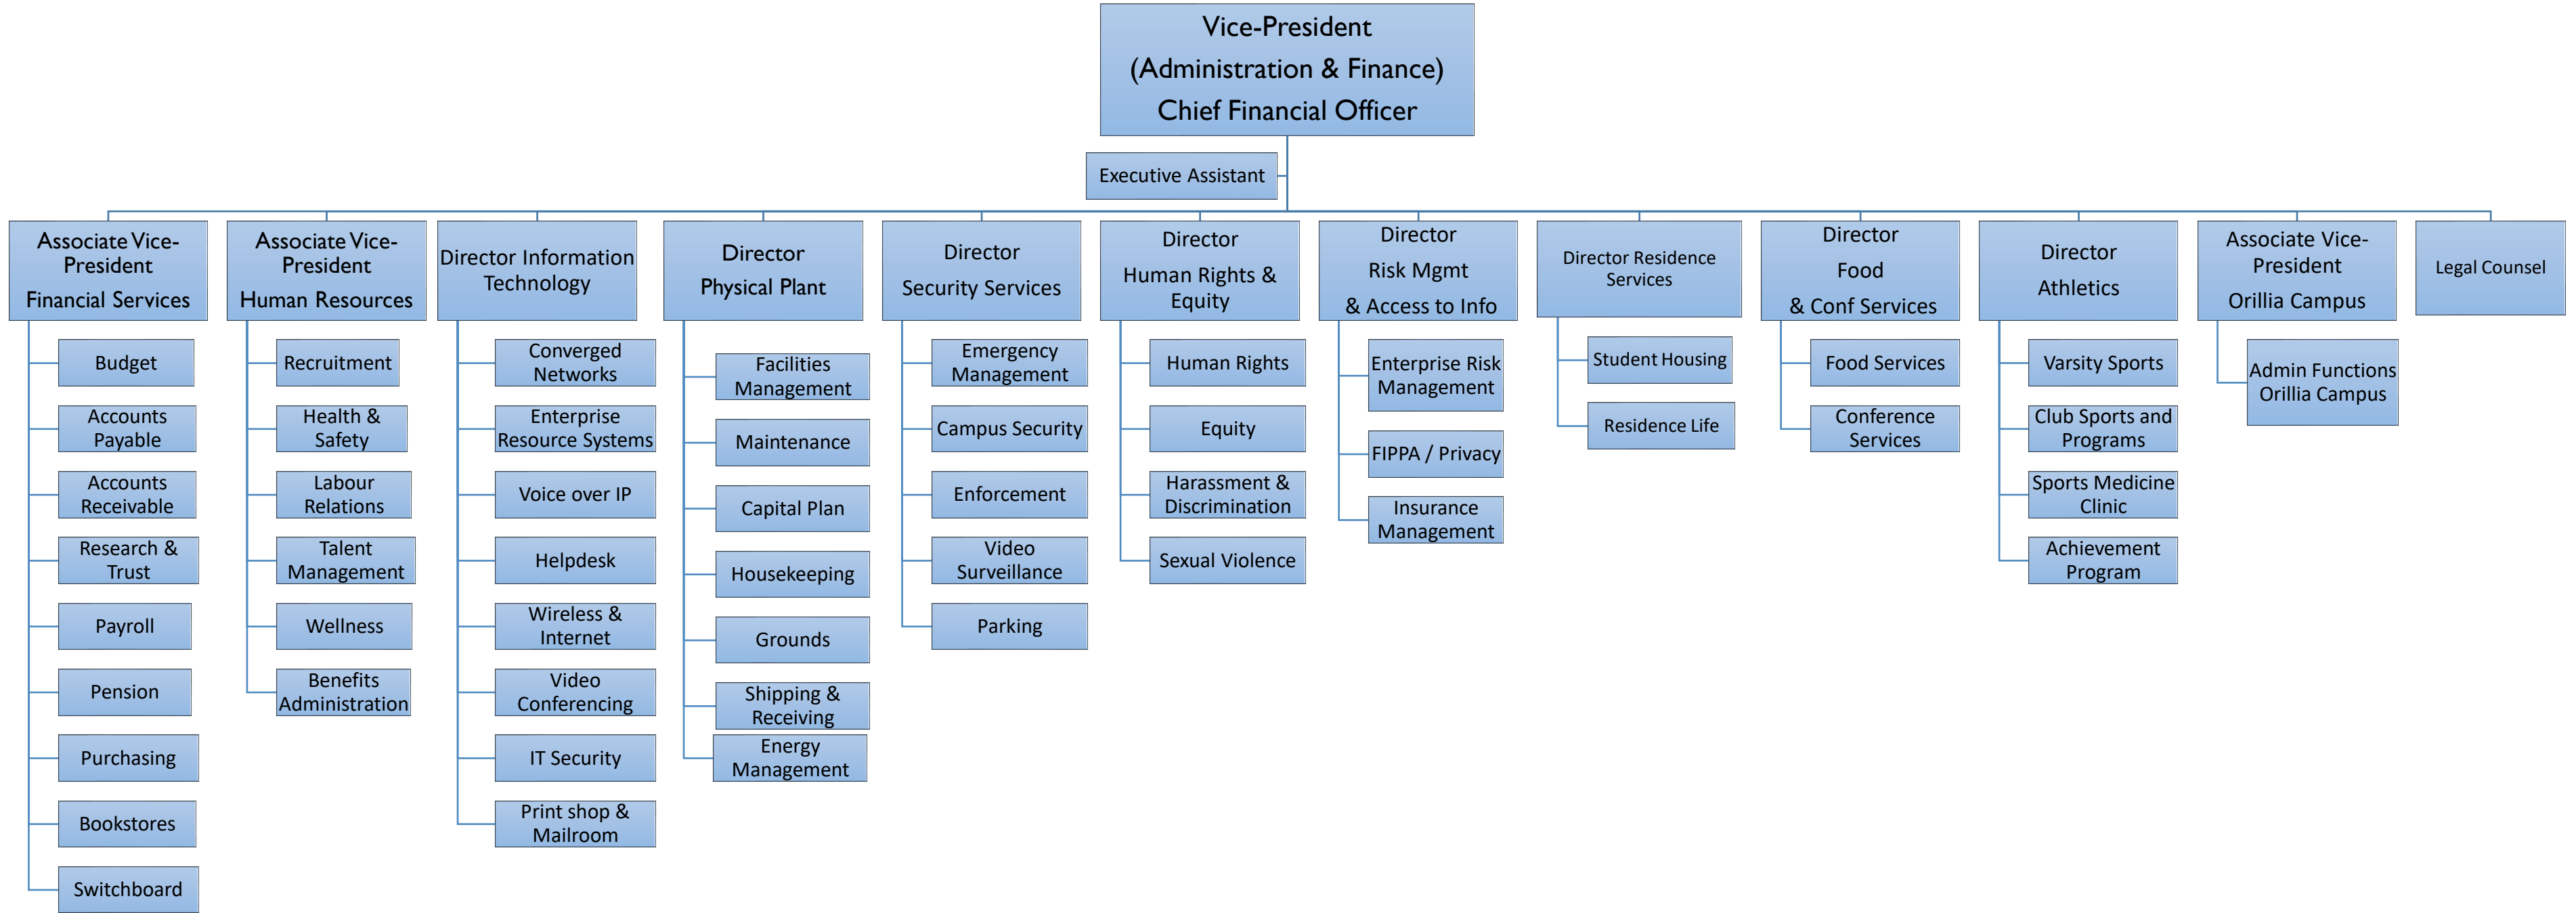 Vice-President
(Administration & Finance)
Chief Financial Officer
Executive Assistant
Associate Vice-
President
Financial Services
Budget
Accounts
Payable
Accounts
Receivable
Research &
Trust
Payroll
Pension
Purchasing
Bookstores
Switchboard
Associate Vice-
President
Human Resources
Recruitment
Health &
Safety
Labour
Relations
Talent
Management
Wellness
Benefits
Administration
Director Information
Technology
Converged
Networks
Enterprise
Resource Systems
Voice over IP
Helpdesk
Wireless &
Internet
Video
Conferencing
IT Security
Print shop &
Mailroom
Director
Physical Plant
Facilities
Management
Maintenance
Capital Plan
Housekeeping
Grounds
Shipping &
Receiving
Energy
Management
Director
Security Services
Emergency
Management
Campus Security
Enforcement
Video
Surveillance
Parking
Director
Human Rights &
Equity
Human Rights
Equity
Harassment &
Discrimination
Sexual Violence
Director
Risk Mgmt
& Access to Info
Enterprise Risk
Management
FIPPA / Privacy
Insurance
Management
Director Residence
Services
Student Housing
Residence Life
Director
Food
& Conf Services
Food Services
Conference
Services
Director
Athletics
Varsity Sports
Club Sports and
Programs
Sports Medicine
Clinic
Achievement
Program
Associate Vice-
President
Orillia Campus
Admin Functions
Orillia Campus
Legal Counsel